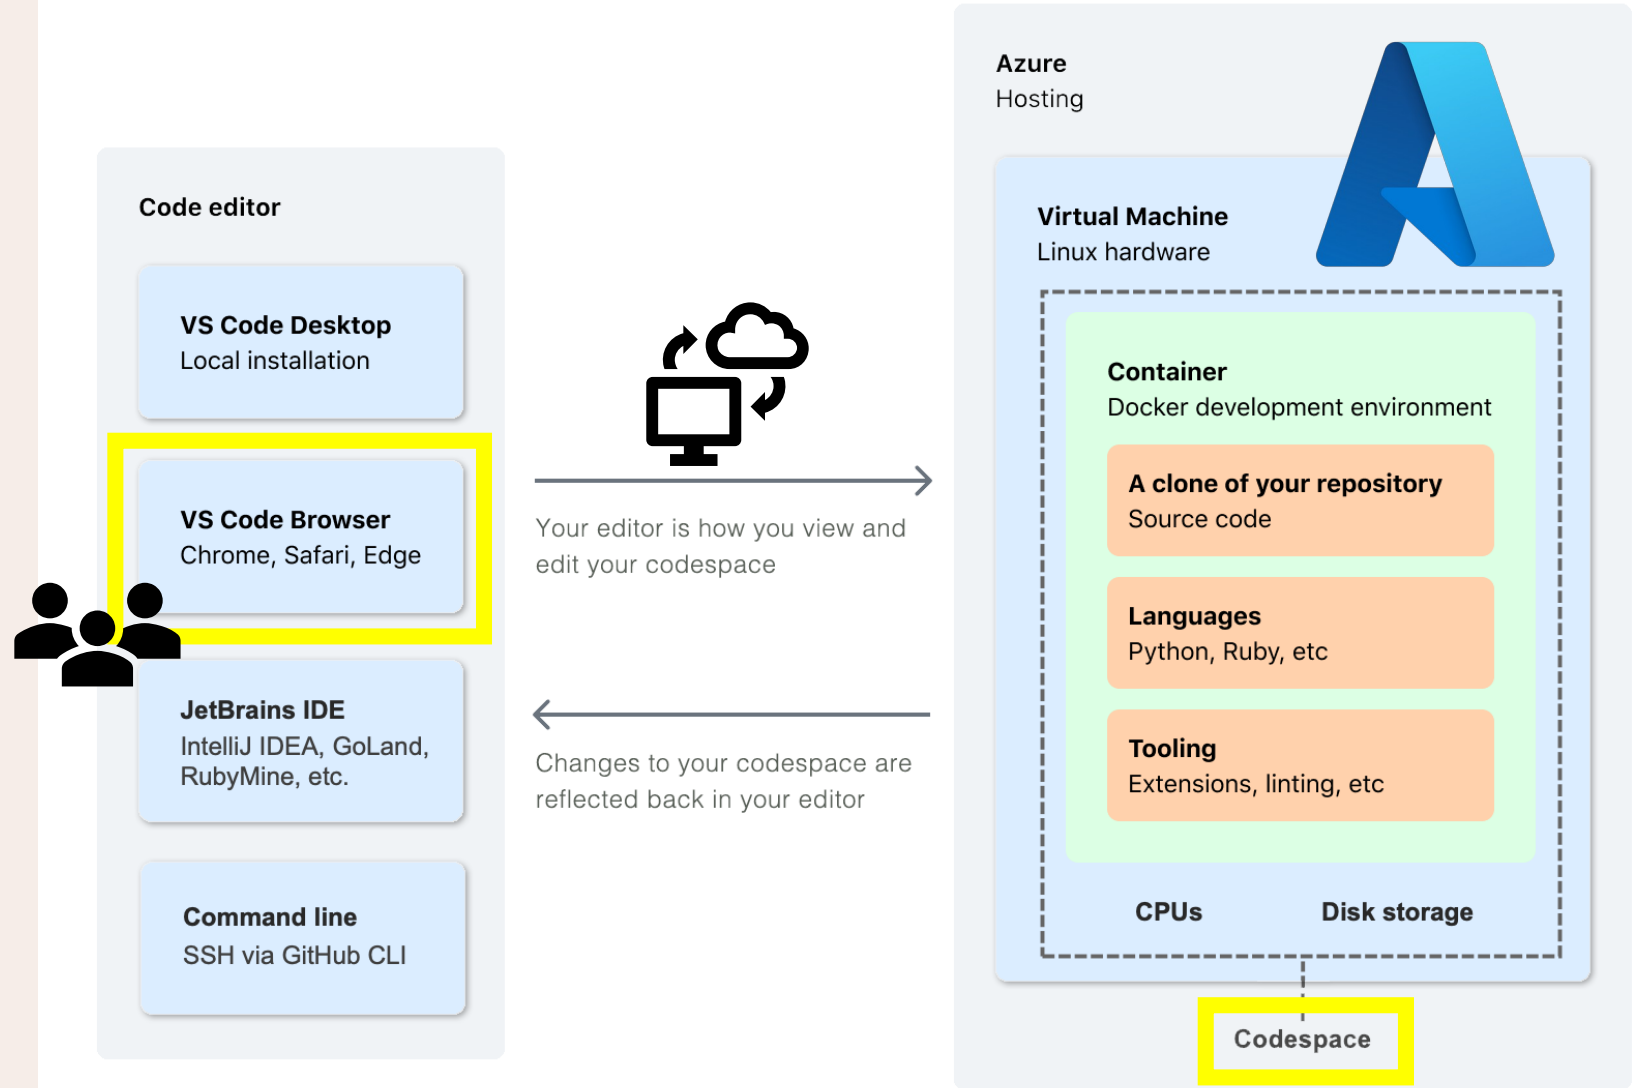 Code editor
VS Code Desktop
Local installation
VS Code Browser
Chrome, Safari, Edge
JetBrains IDE
IntelliJ IDEA, GoLand,
RubyMine, etc.
Command line
SSH via GitHub CLI
Your editor is how you view and
edit your codespace
Changes to your codespace are
reflected back in your editor
Azure
Hosting
Virtual Machine
Linux hardware
Container
Docker development environment
A clone of your repository
Source code
Languages
Python, Ruby, etc
Tooling
Extensions, linting, etc
CPUs
Disk storage
Codespace